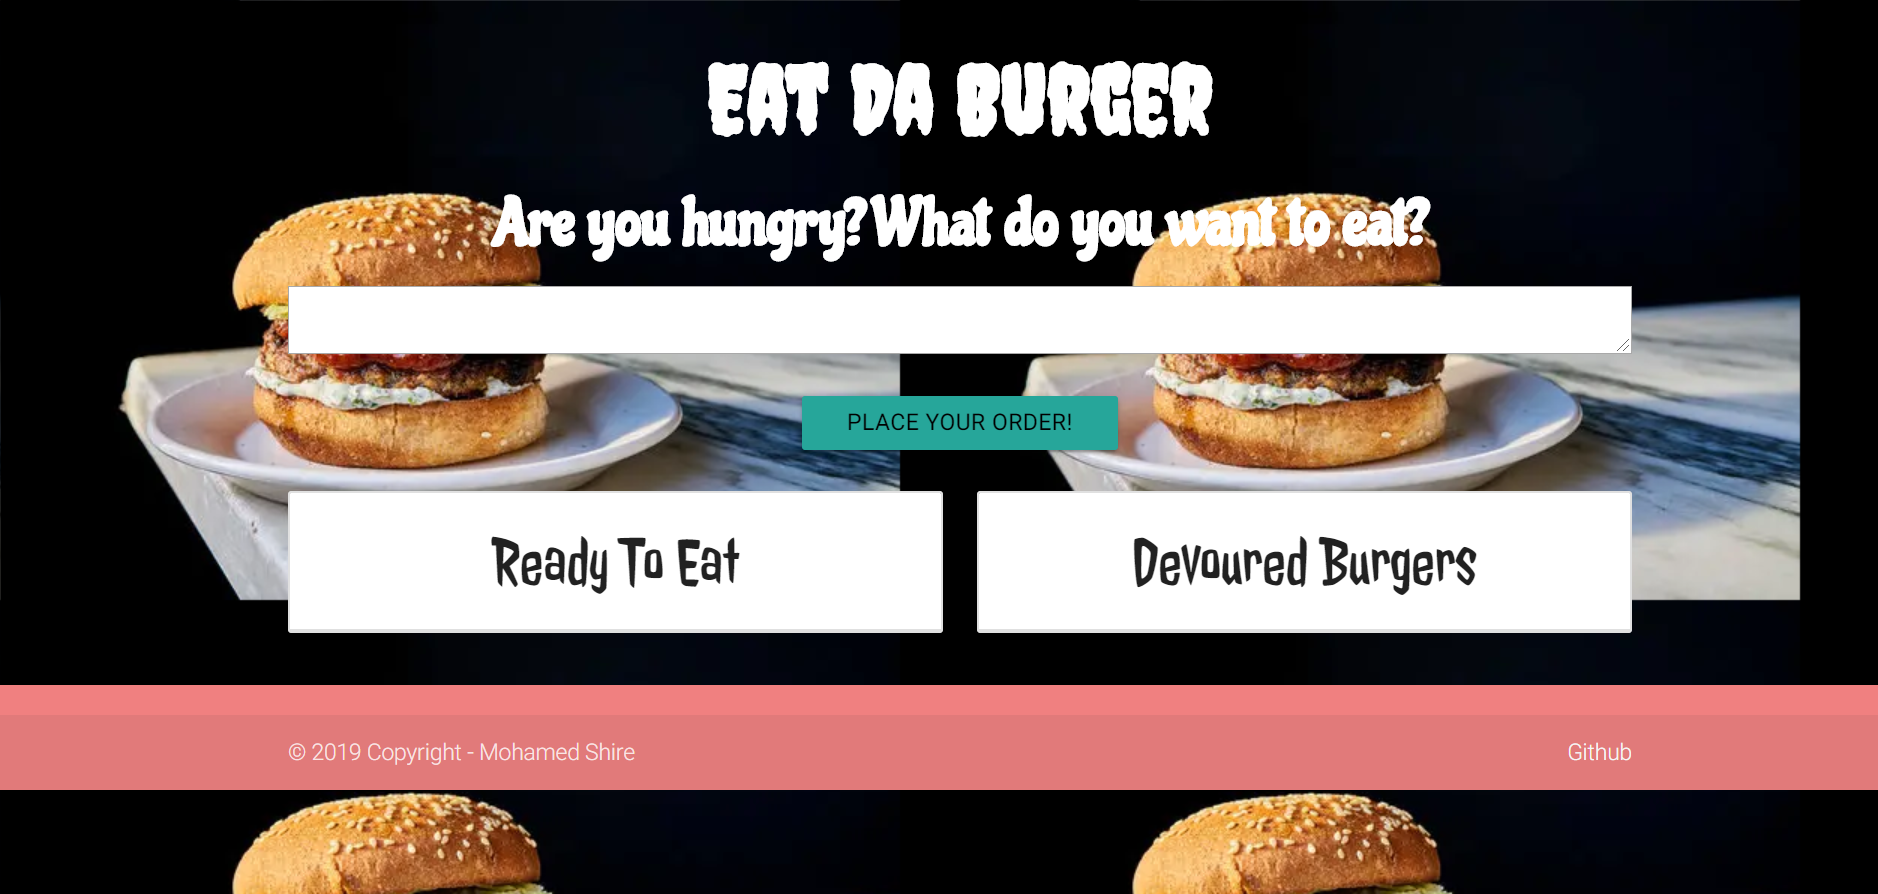 EAT DA BURGER
Are you hungry? What do you want to eat?
PLACE YOUR ORDER!
Ready To Eat
Devoured Burgers
© 2019 Copyright - Mohamed Shire
Github